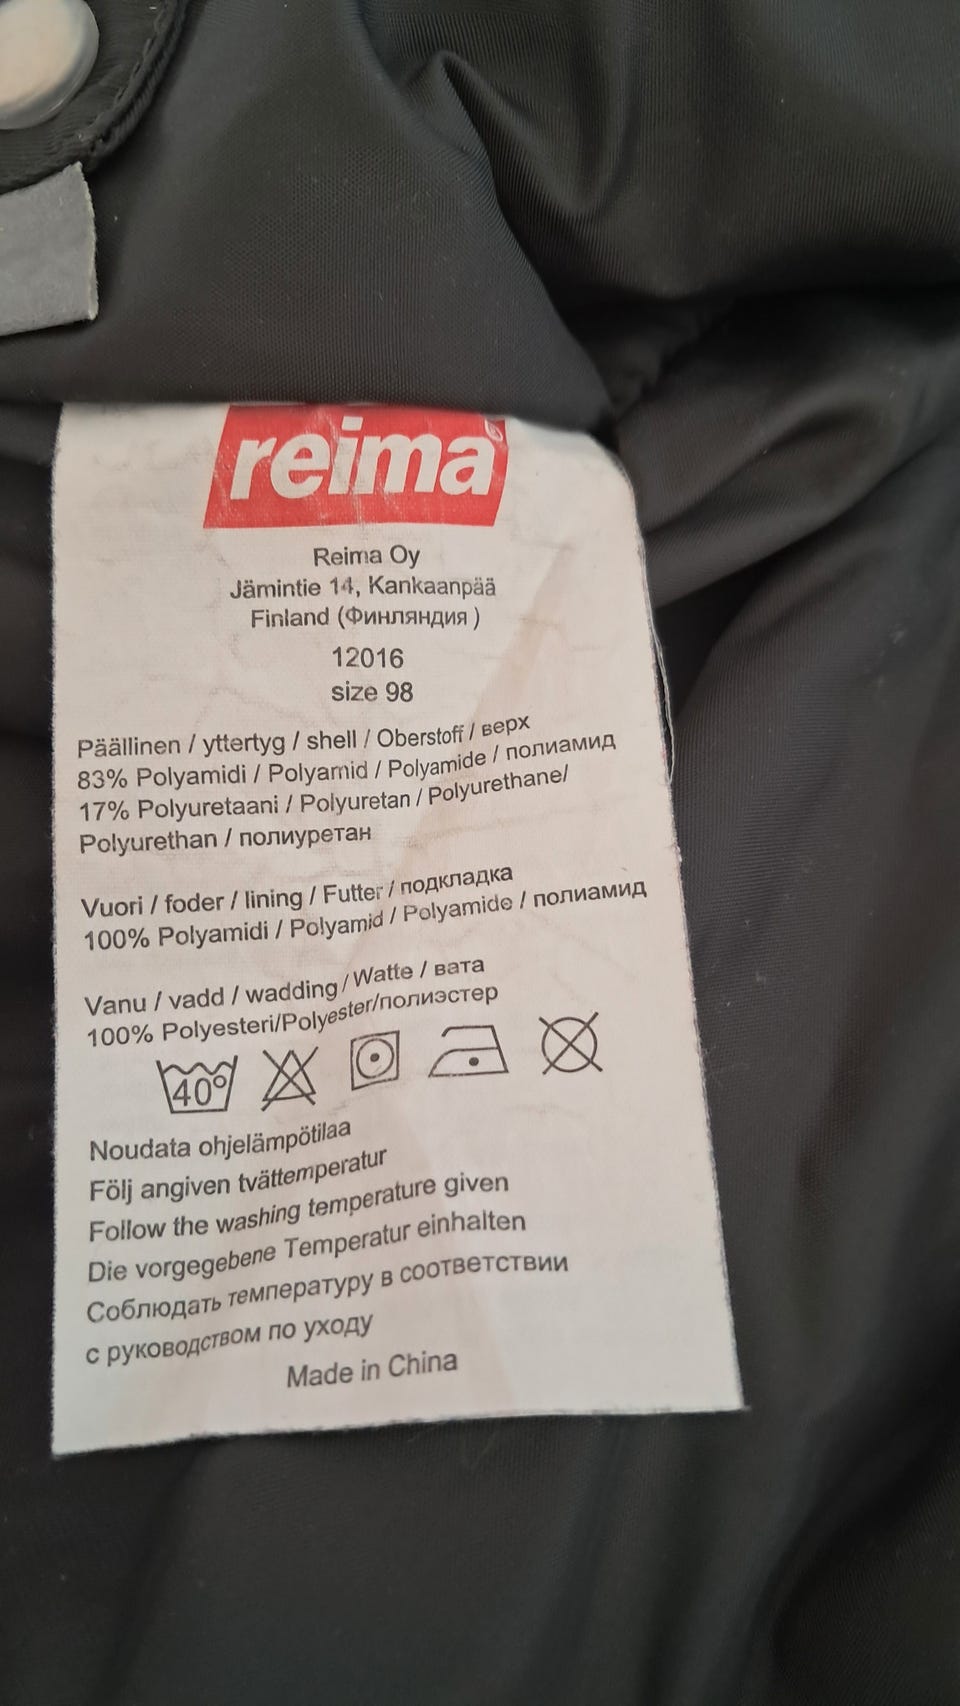 reima
Reima Oy
Jämintie 14, Kankaanpää
Finland (Финляндия )
12016
size 98
Päällinen / yttertyg / shell / Oberstoff / верх
83% Polyamidi / Polyamid / Polyamide / полиамид
17% Polyuretaani / Polyuretan / Polyurethane/
Polyurethan / полиуретан
Vuori / foder / lining / Futter / подкладка
100% Polyamidi / Polyamid / Polyamide / полиамид
Vanu / vadd / wadding / Watte / вата
100% Polyesteri/Polyester/полиэстер
40°
Noudata ohjelämpötilaa
Följ angiven tvättemperatur
Follow the washing temperature given
Die vorgegebene Temperatur einhalten
Соблюдать температуру в соответствии
с руководством по уходу
Made in China